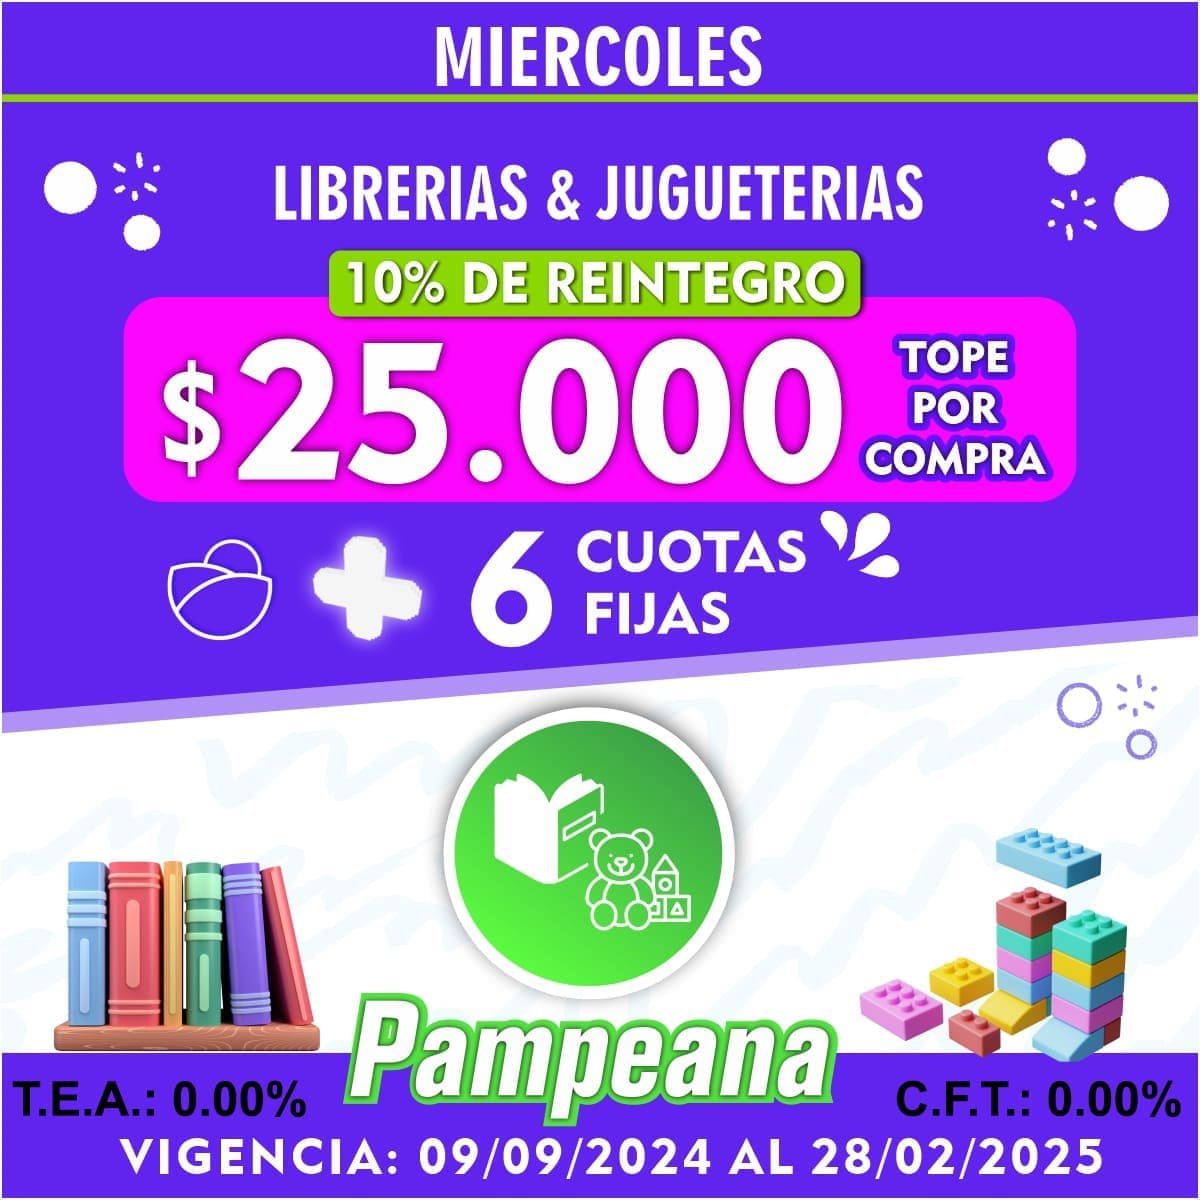 MIERCOLES
LIBRERIAS & JUGUETERIAS
10% DE REINTEGRO
$25.000
TOPE
POR
COMPRA
6 CUOTAS
FIJAS
Pampeana
T.E.A.: 0.00%
C.F.T.: 0.00%
VIGENCIA: 09/09/2024 AL 28/02/2025